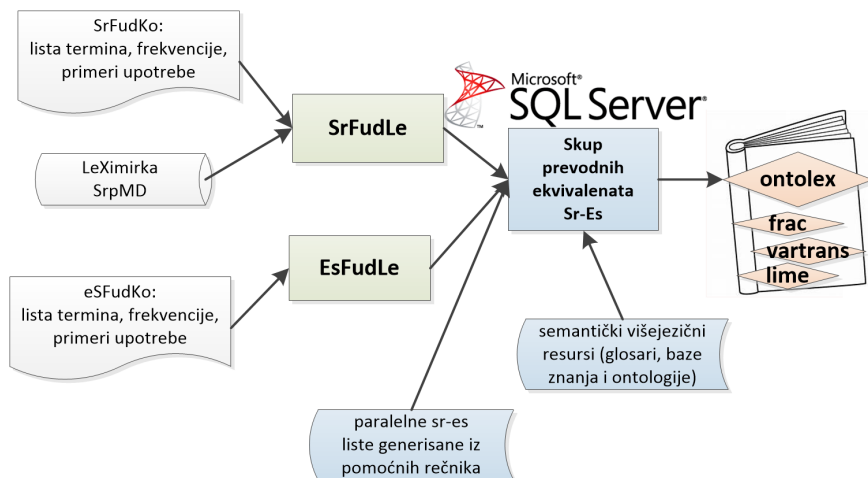 SrFudKo:
lista termina, frekvencije,
primeri upotrebe
LeXimirka
SrpMD
eSFudKo:
lista termina, frekvencije,
primeri upotrebe
SrFudLe
EsFudLe
Microsoft®
SQL Server®
Skup
prevodnih
ekvivalenata
Sr-Es
paralelne sr-es
liste generisane iz
pomoćnih rečnika
semantički višejezični
resursi (glosari, baze
znanja i ontologije)
ontolex
frac
vartrans
lime